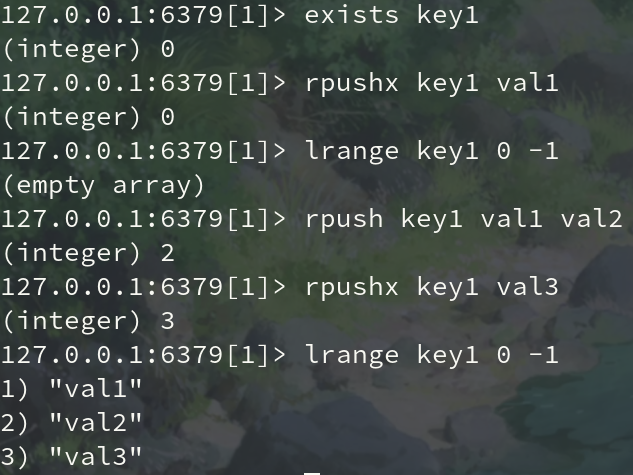 127.0.0.1:6379[1]> exists key1
(integer) 0
127.0.0.1:6379[1]> rpushx key1 val1
(integer) 0
127.0.0.1:6379[1]> lrange key1 0 -1
(empty array)
127.0.0.1:6379[1]> rpush key1 val1 val2
(integer) 2
127.0.0.1:6379[1]> rpushx key1 val3
(integer) 3
127.0.0.1:6379[1]> lrange key1 0 -1
1) "val1"
2) "val2"
3) "val3"